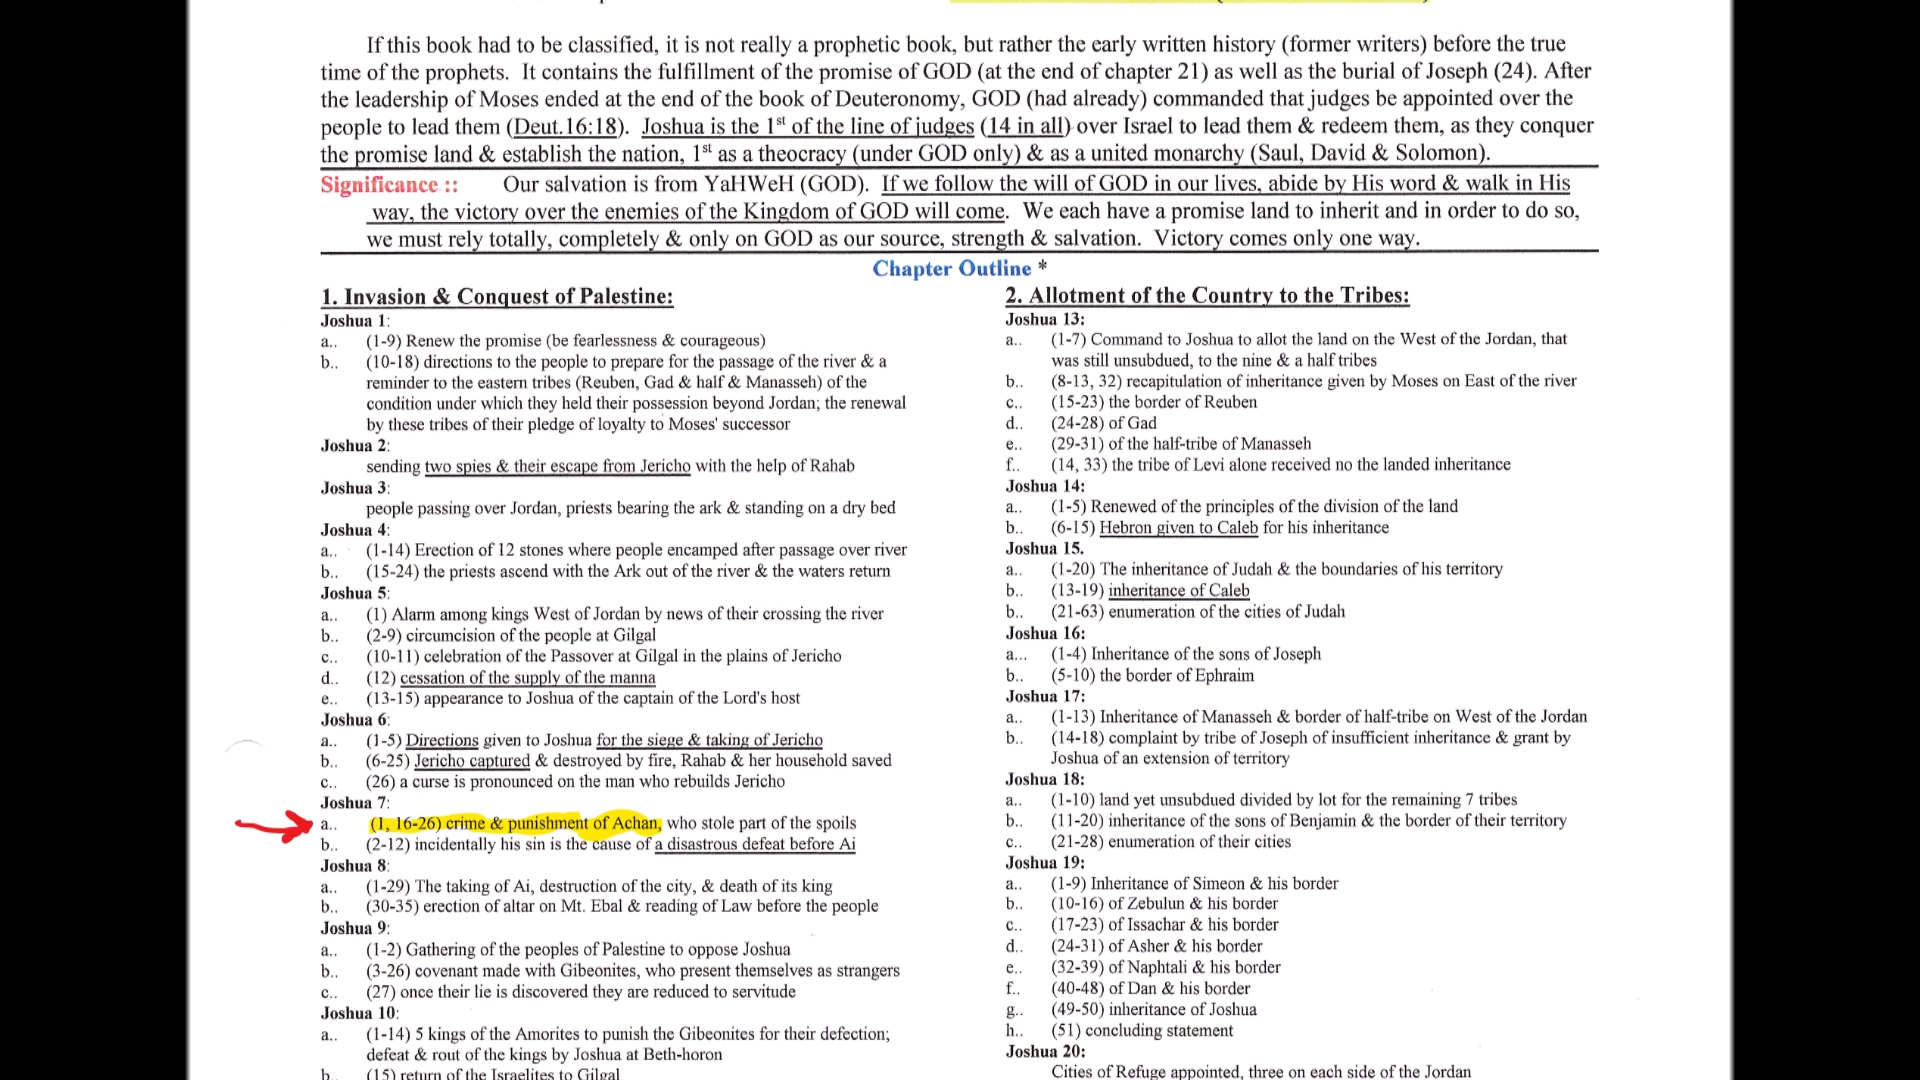 If this book had to be classified, it is not really a prophetic book, but rather the early written history (former writers) before the true
time of the prophets. It contains the fulfillment of the promise of GOD (at the end of chapter 21) as well as the burial of Joseph (24). After
the leadership of Moses ended at the end of the book of Deuteronomy, GOD (had already) commanded that judges be appointed over the
people to lead them (Deut.16:18). Joshua is the 1st of the line of judges (14 in all) over Israel to lead them & redeem them, as they conquer
the promise land & establish the nation, 1st as a theocracy (under GOD only) & as a united monarchy (Saul, David & Solomon).
Significance :: Our salvation is from YaHWeH (GOD). If we follow the will of GOD in our lives, abide by His word & walk in His
way, the victory over the enemies of the Kingdom of GOD will come. We each have a promise land to inherit and in order to do so,
we must rely totally, completely & only on GOD as our source, strength & salvation. Victory comes only one way.
Chapter Outline *
1. Invasion & Conquest of Palestine:
Joshua 1:
a.. (1-9) Renew the promise (be fearlessness & courageous)
b.. (10-18) directions to the people to prepare for the passage of the river & a
reminder to the eastern tribes (Reuben, Gad & half & Manasseh) of the
condition under which they held their possession beyond Jordan; the renewal
by these tribes of their pledge of loyalty to Moses' successor
Joshua 2:
sending two spies & their escape from Jericho with the help of Rahab
Joshua 3:
people passing over Jordan, priests bearing the ark & standing on a dry bed
Joshua 4:
a.. (1-14) Erection of 12 stones where people encamped after passage over river
b.. (15-24) the priests ascend with the Ark out of the river & the waters return
Joshua 5:
a.. (1) Alarm among kings West of Jordan by news of their crossing the river
b.. (2-9) circumcision of the people at Gilgal
c.. (10-11) celebration of the Passover at Gilgal in the plains of Jericho
d.. (12) cessation of the supply of the manna
e.. (13-15) appearance to Joshua of the captain of the Lord's host
Joshua 6:
a.. (1-5) Directions given to Joshua for the siege & taking of Jericho
b.. (6-25) Jericho captured & destroyed by fire, Rahab & her household saved
c.. (26) a curse is pronounced on the man who rebuilds Jericho
Joshua 7:
a.. (1, 16-26) crime & punishment of Achan, who stole part of the spoils
b.. (2-12) incidentally his sin is the cause of a disastrous defeat before Ai
Joshua 8:
a.. (1-29) The taking of Ai, destruction of the city, & death of its king
b.. (30-35) erection of altar on Mt. Ebal & reading of Law before the people
Joshua 9:
a.. (1-2) Gathering of the peoples of Palestine to oppose Joshua
b.. (3-26) covenant made with Gibeonites, who present themselves as strangers
c.. (27) once their lie is discovered they are reduced to servitude
Joshua 10:
a.. (1-14) 5 kings of the Amorites to punish the Gibeonites for their defection;
defeat & rout of the kings by Joshua at Beth-horon
b.. (15) return of the Israelites to Gilgal
2. Allotment of the Country to the Tribes:
Joshua 13:
a.. (1-7) Command to Joshua to allot the land on the West of the Jordan, that
was still unsubdued, to the nine & a half tribes
b.. (8-13, 32) recapitulation of inheritance given by Moses on East of the river
c.. (15-23) the border of Reuben
d.. (24-28) of Gad
e.. (29-31) of the half-tribe of Manasseh
f.. (14, 33) the tribe of Levi alone received no the landed inheritance
Joshua 14:
a.. (1-5) Renewed of the principles of the division of the land
b.. (6-15) Hebron given to Caleb for his inheritance
Joshua 15.
a.. (1-20) The inheritance of Judah & the boundaries of his territory
b.. (13-19) inheritance of Caleb
b.. (21-63) enumeration of the cities of Judah
Joshua 16:
a... (1-4) Inheritance of the sons of Joseph
b.. (5-10) the border of Ephraim
Joshua 17:
a.. (1-13) Inheritance of Manasseh & border of half-tribe on West of the Jordan
b.. (14-18) complaint by tribe of Joseph of insufficient inheritance & grant by
Joshua of an extension of territory
Joshua 18:
a.. (1-10) land yet unsubdued divided by lot for the remaining 7 tribes
b.. (11-20) inheritance of the sons of Benjamin & the border of their territory
c.. (21-28) enumeration of their cities
Joshua 19:
a.. (1-9) Inheritance of Simeon & his border
b.. (10-16) of Zebulun & his border
c.. (17-23) of Issachar & his border
d.. (24-31) of Asher & his border
e.. (32-39) of Naphtali & his border
f.. (40-48) of Dan & his border
g.. (49-50) inheritance of Joshua
h.. (51) concluding statement
Joshua 20:
Cities of Refuge appointed, three on each side of the Jordan